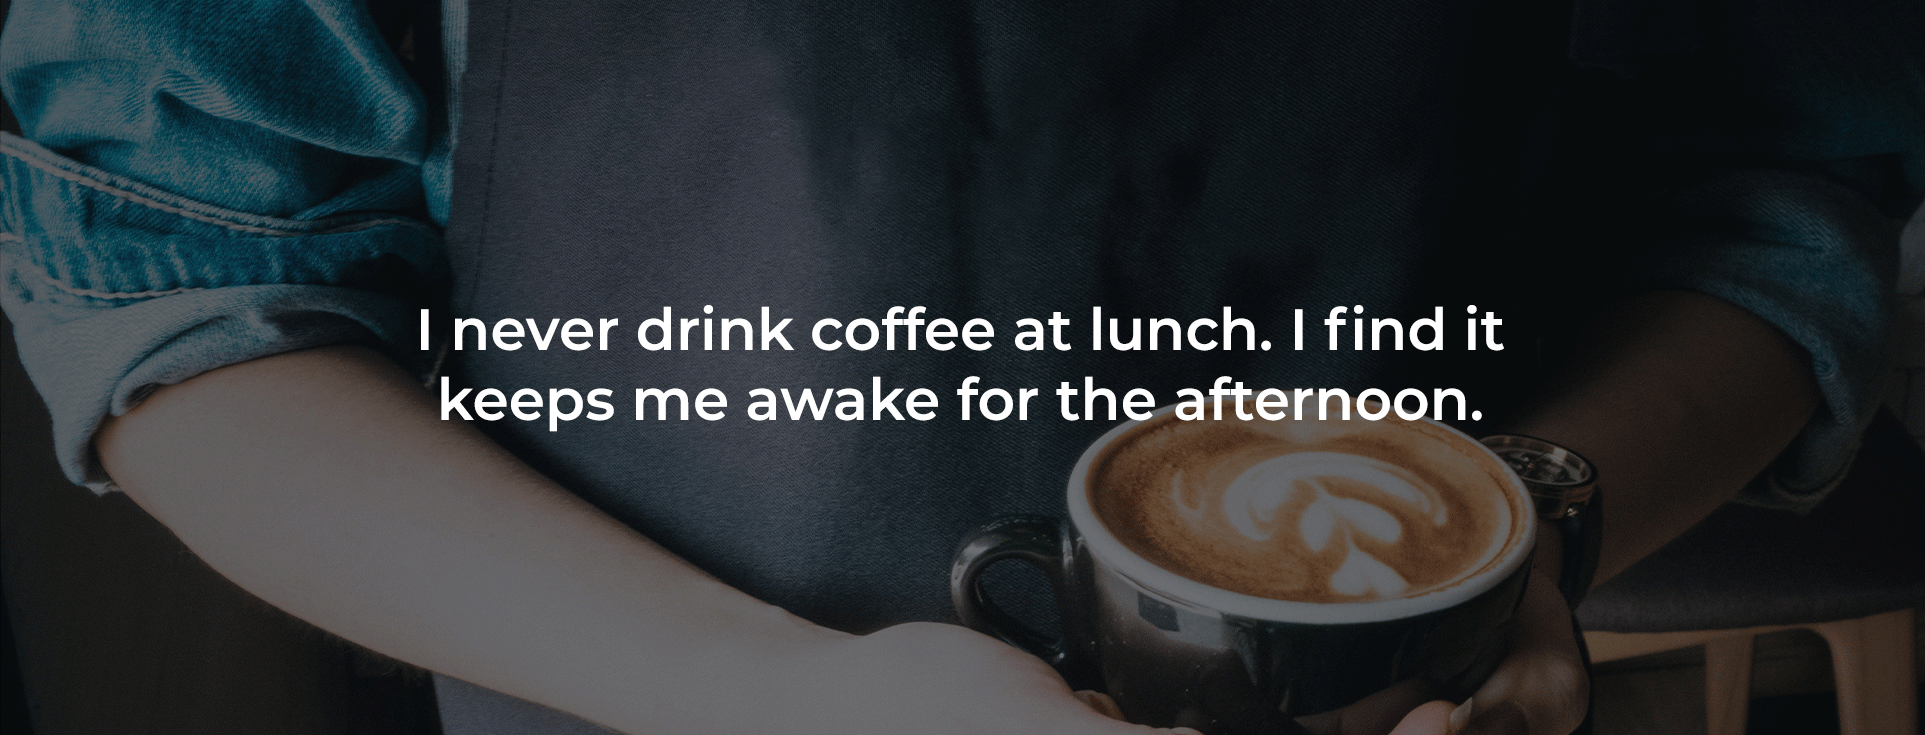 I never drink coffee at lunch. I find it
keeps me awake for the afternoon.